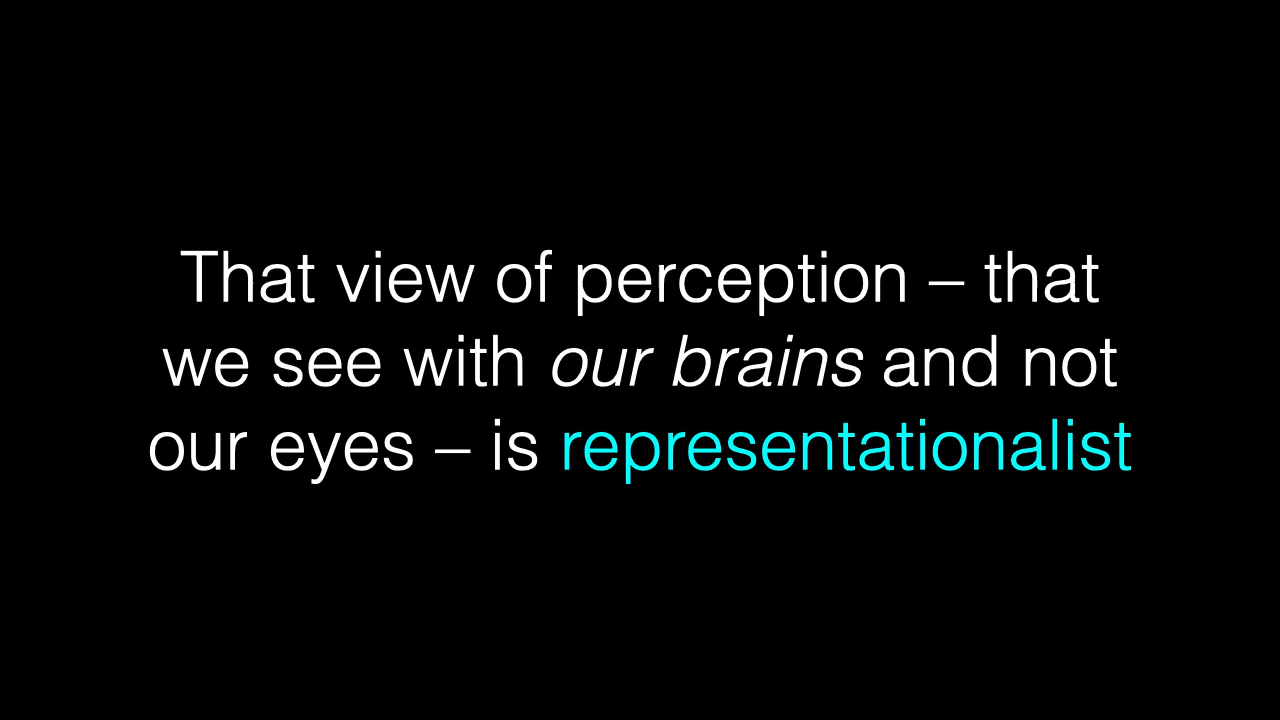 That view of perception – that
we see with our brains and not
our eyes – is representationalist